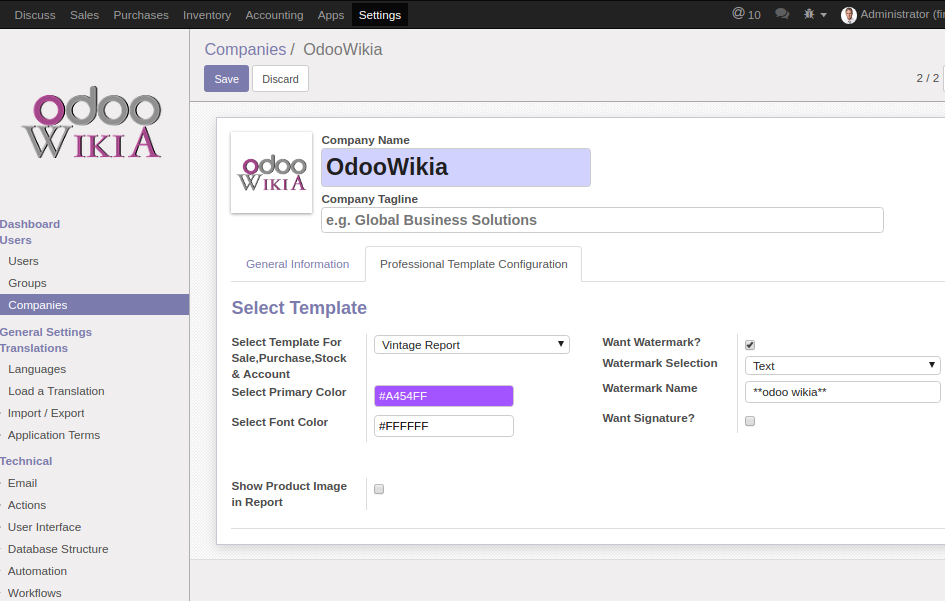 Discuss Sales Purchases Inventory Accounting Apps Settings @ 10 Administrator (fi
Companies / OdooWikia
Save Discard
2 / 2
odoo
WIKIA
odoo
WIKIA
Company Name
OdooWikia
Company Tagline
e.g. Global Business Solutions
Dashboard
Users
Users
Groups
Companies
General Settings
Translations
Languages
Load a Translation
Import / Export
Application Terms
Technical
Email
Actions
User Interface
Database Structure
Automation
Workflows
General Information Professional Template Configuration
Select Template
Select Template For
Sale,Purchase,Stock
& Account
Vintage Report
Select Primary Color
#A454FF
Select Font Color
#FFFFFF
Want Watermark?
Watermark Selection
Text
Watermark Name
**odoo wikia**
Want Signature?
Show Product Image
in Report